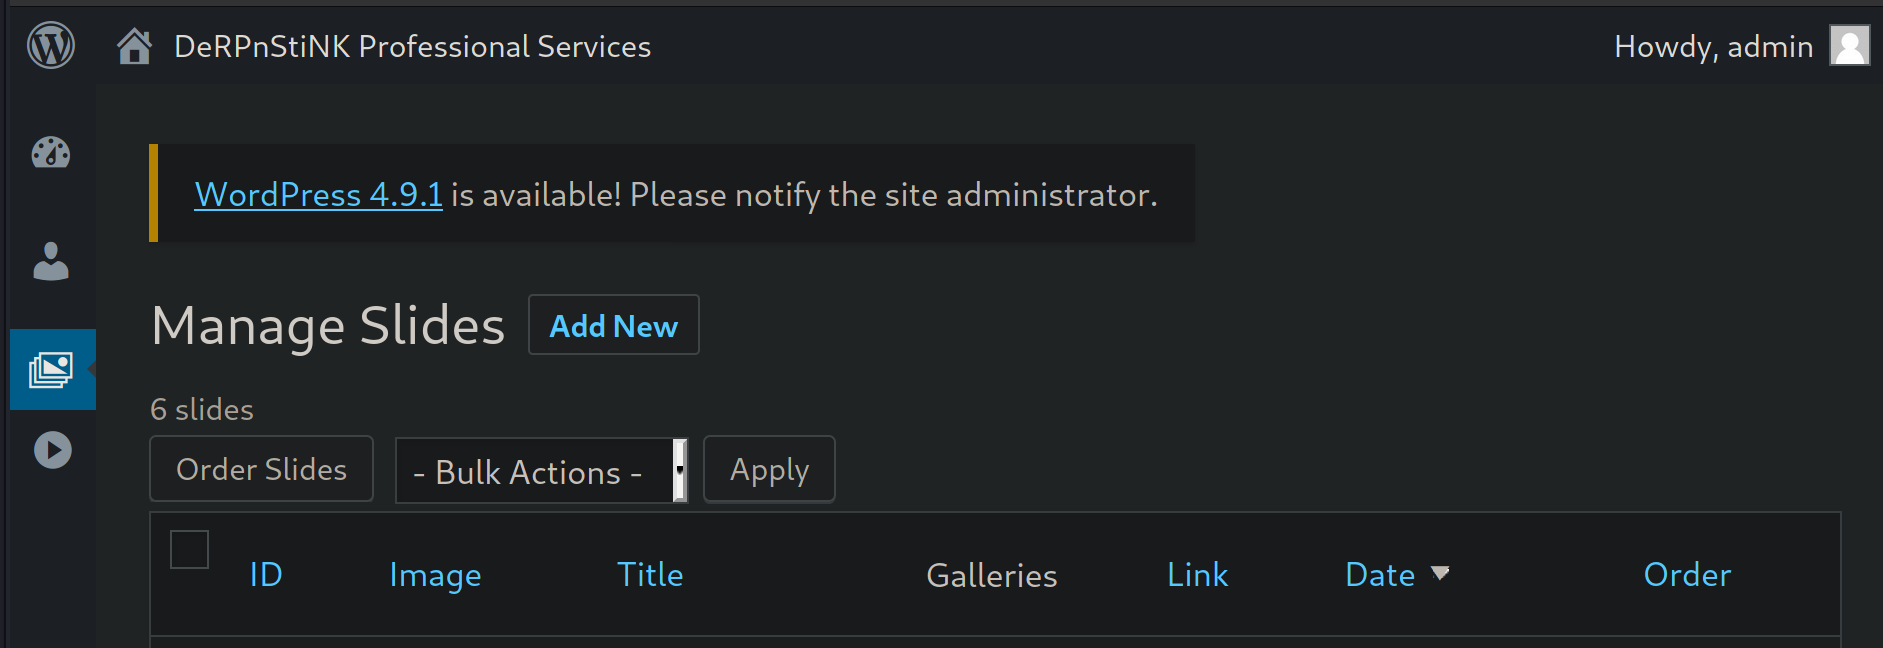 DeRPnStiNK Professional Services
Howdy, admin
WordPress 4.9.1 is available! Please notify the site administrator.
Manage Slides Add New
6 slides
Order Slides - Bulk Actions - Apply
ID Image Title Galleries Link Date Order